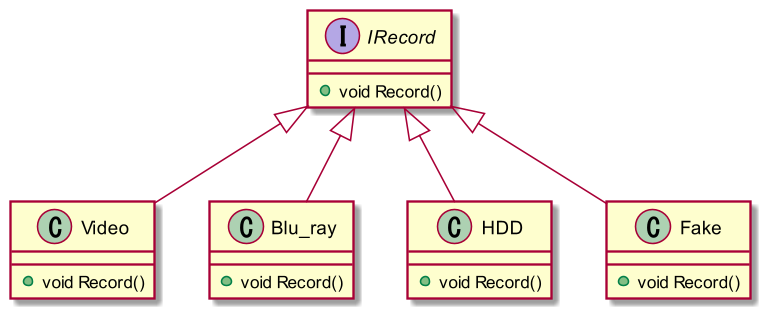 I IRecord
void Record()
C Video
C Blu_ray
C HDD
C Fake
void Record()
void Record()
void Record()
void Record()